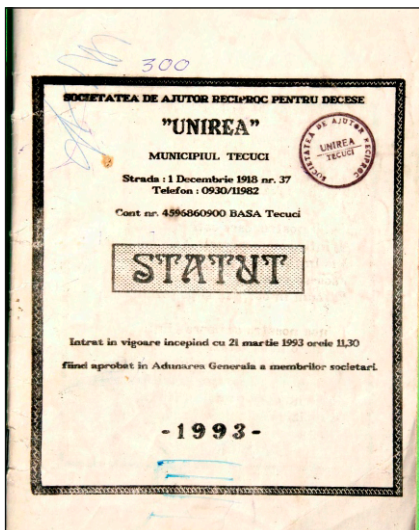 300
SOCIETATEA DE AJUTOR RECIPROC PENTRU DECESE
"UNIREA"
MUNICIPIUL TECUCI
Strada : 1 Decembrie 1918 nr. 37
Telefon : 0930/11982
Cont nr. 4596860900 BASA Tecuci
SOCIETATEA DE AJUTOR RECIPROC
UNIREA
TECUCI
STATUT
Intrat in vigoare incepind cu 21 martie 1993 orele 11,30
fiind aprobat in Adunarea Generala a membrilor societari.
-1993-